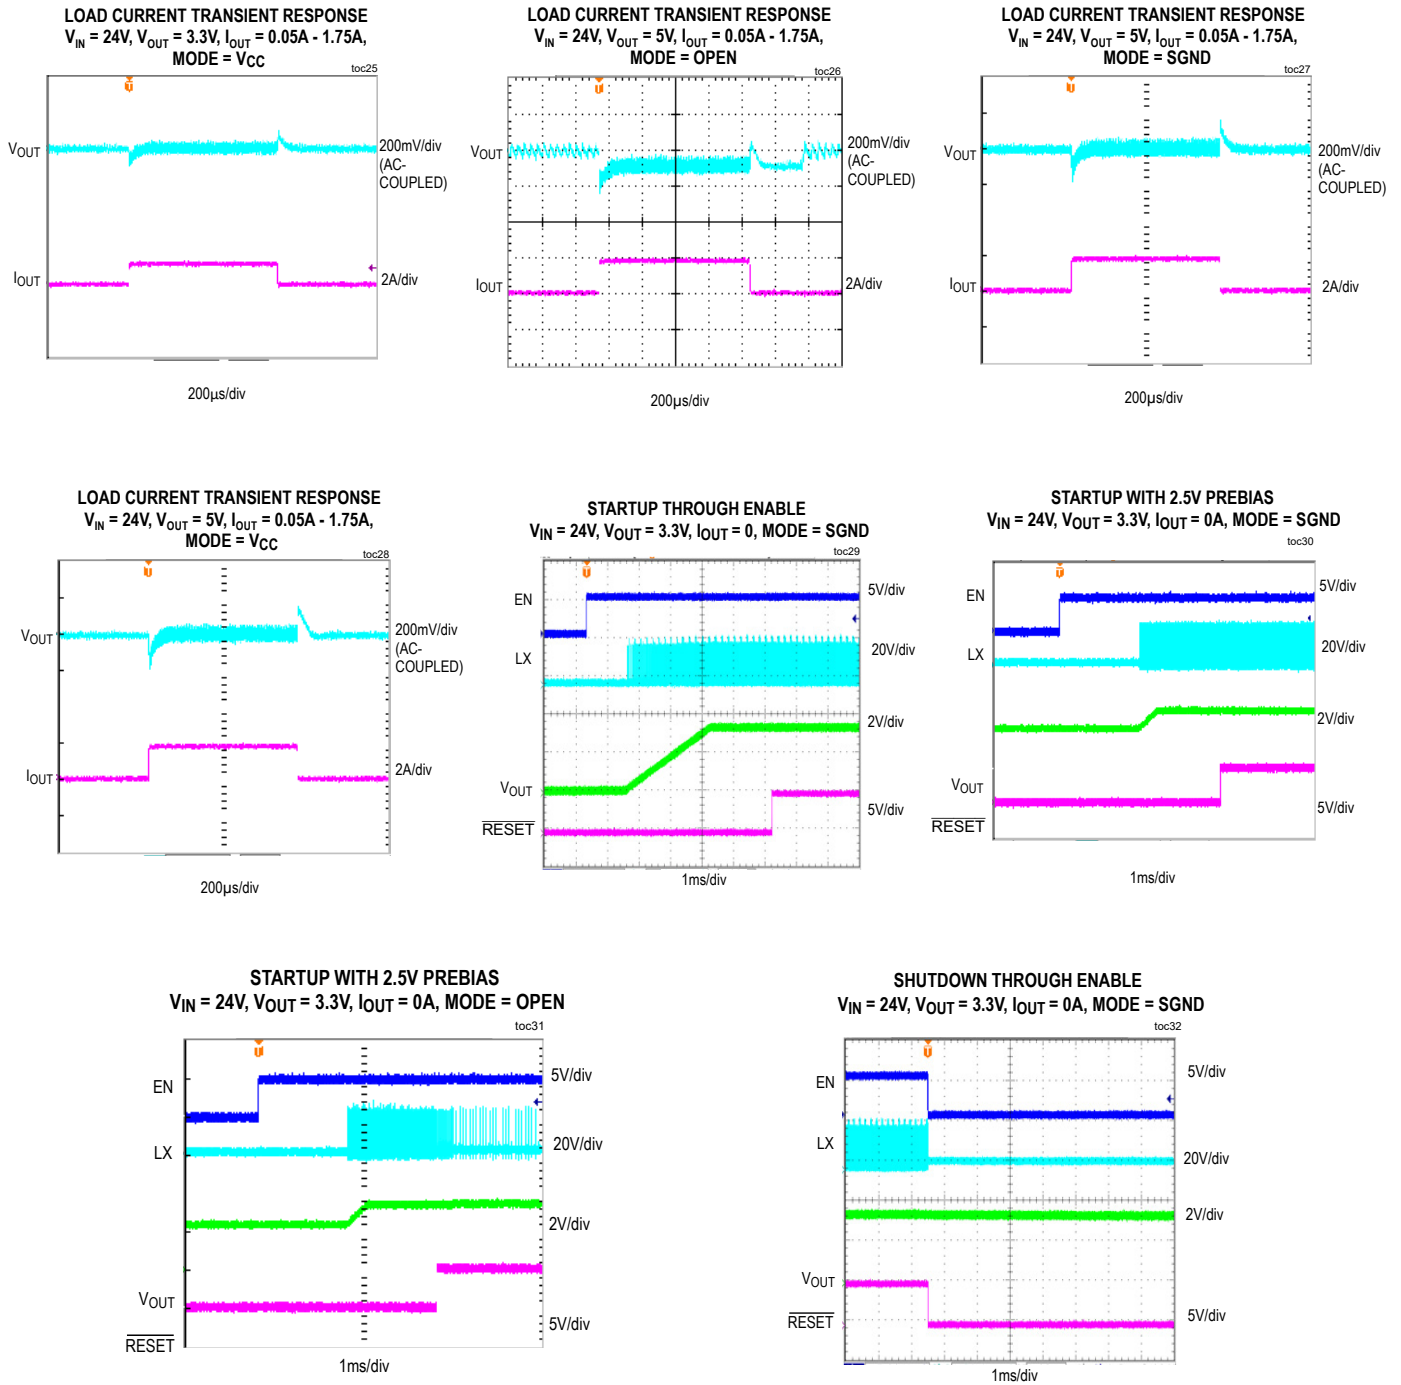 LOAD CURRENT TRANSIENT RESPONSE
VIN = 24V, VOUT = 3.3V, IOUT = 0.05A - 1.75A,
MODE = VCC
toc25
T
VOUT
200mV/div
(AC-
COUPLED)
IOUT
2A/div
200µs/div
LOAD CURRENT TRANSIENT RESPONSE
VIN = 24V, VOUT = 5V, IOUT = 0.05A - 1.75A,
MODE = OPEN
toc26
T
VOUT
200mV/div
(AC-
COUPLED)
IOUT
2A/div
200µs/div
LOAD CURRENT TRANSIENT RESPONSE
VIN = 24V, VOUT = 5V, IOUT = 0.05A - 1.75A,
MODE = SGND
toc27
T
VOUT
200mV/div
(AC-
COUPLED)
IOUT
2A/div
200µs/div
LOAD CURRENT TRANSIENT RESPONSE
VIN = 24V, VOUT = 5V, IOUT = 0.05A - 1.75A,
MODE = VCC
toc28
T
VOUT
200mV/div
(AC-
COUPLED)
IOUT
2A/div
200µs/div
STARTUP THROUGH ENABLE
VIN = 24V, VOUT = 3.3V, IOUT = 0, MODE = SGND
toc29
T
EN
5V/div
LX
20V/div
2V/div
VOUT
5V/div
RESET
1ms/div
STARTUP WITH 2.5V PREBIAS
VIN = 24V, VOUT = 3.3V, IOUT = 0A, MODE = SGND
toc30
T
EN
5V/div
LX
20V/div
2V/div
VOUT
5V/div
RESET
1ms/div
STARTUP WITH 2.5V PREBIAS
VIN = 24V, VOUT = 3.3V, IOUT = 0A, MODE = OPEN
toc31
T
EN
5V/div
LX
20V/div
2V/div
VOUT
5V/div
RESET
1ms/div
SHUTDOWN THROUGH ENABLE
VIN = 24V, VOUT = 3.3V, IOUT = 0A, MODE = SGND
toc32
T
EN
5V/div
LX
20V/div
2V/div
VOUT
RESET
5V/div
1ms/div